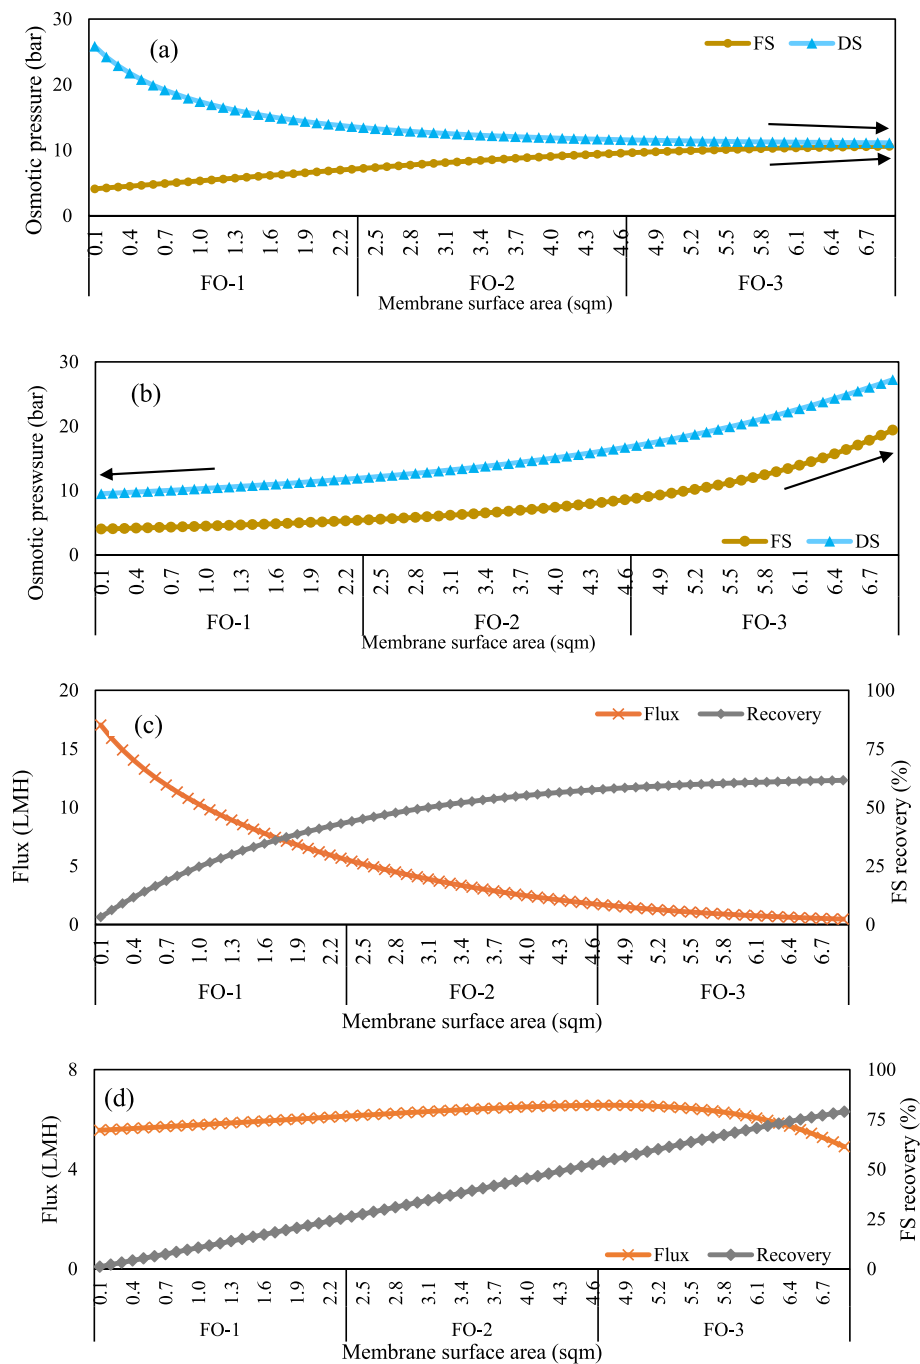 (a)
FS DS
Osmotic pressure (bar)
30
20
10
0
0.1 0.4 0.7 1.0 1.3 1.6 1.9 2.2 2.5 2.8 3.1 3.4 3.7 4.0 4.3 4.6 4.9 5.2 5.5 5.8 6.1 6.4 6.7
FO-1 FO-2 FO-3
Membrane surface area (sqm)
(b)
Osmotic preswsure (bar)
30
20
10
0
FS DS
0.1 0.4 0.7 1.0 1.3 1.6 1.9 2.2 2.5 2.8 3.1 3.4 3.7 4.0 4.3 4.6 4.9 5.2 5.5 5.8 6.1 6.4 6.7
FO-1 FO-2 FO-3
Membrane surface area (sqm)
(c)
Flux Recovery
Flux (LMH)
20
15
10
5
0
FS recovery (%)
100
75
50
25
0
0.1 0.4 0.7 1.0 1.3 1.6 1.9 2.2 2.5 2.8 3.1 3.4 3.7 4.0 4.3 4.6 4.9 5.2 5.5 5.8 6.1 6.4 6.7
FO-1 FO-2 FO-3
Membrane surface area (sqm)
(d)
Flux (LMH)
8
4
0
FS recovery (%)
100
75
50
25
0
Flux Recovery
0.1 0.4 0.7 1.0 1.3 1.6 1.9 2.2 2.5 2.8 3.1 3.4 3.7 4.0 4.3 4.6 4.9 5.2 5.5 5.8 6.1 6.4 6.7
FO-1 FO-2 FO-3
Membrane surface area (sqm)